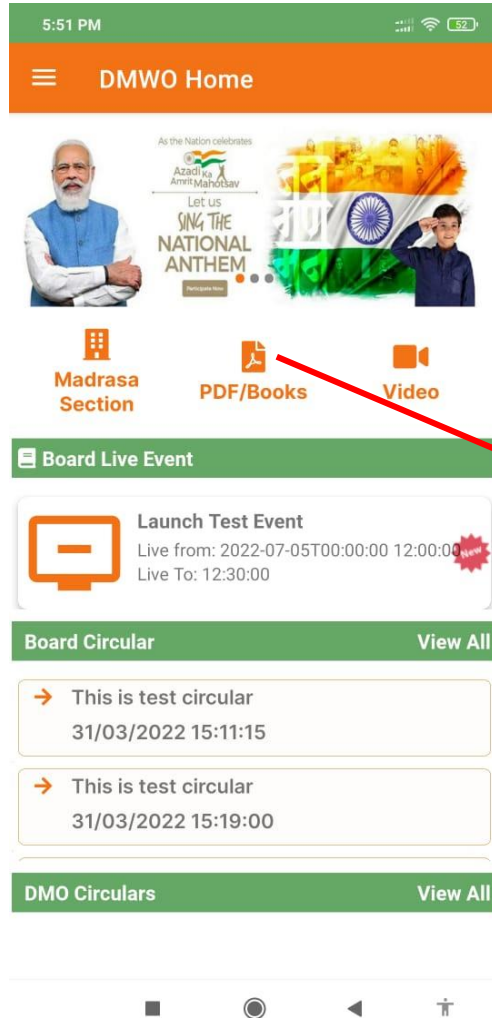 5:51 PM
52
DMWO Home
As the Nation celebrates
Azadi Ka
Amrit Mahotsav
Let us
SING THE
NATIONAL
ANTHEM
Participate Now
Madrasa
Section
PDF/Books
Video
Board Live Event
Launch Test Event
Live from: 2022-07-05T00:00:00 12:00:00
New
Live To: 12:30:00
Board Circular View All
This is test circular
31/03/2022 15:11:15
This is test circular
31/03/2022 15:19:00
DMO Circulars View All